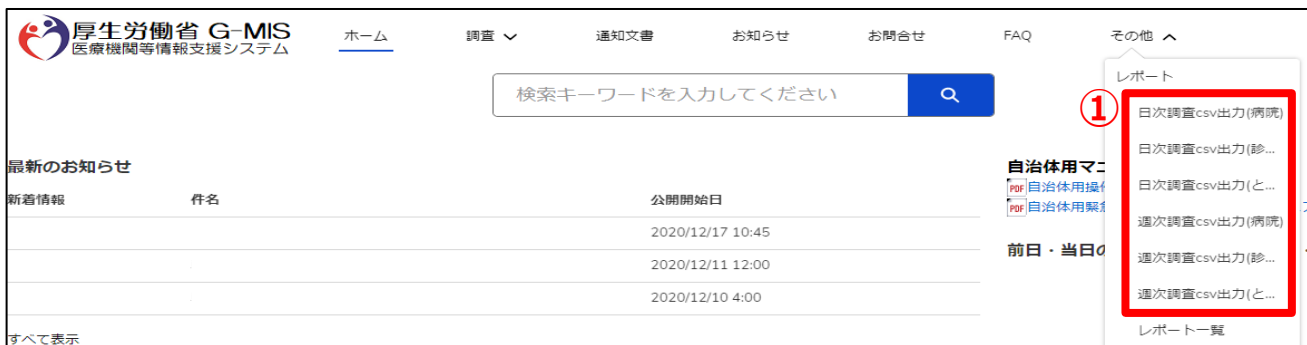 厚生労働省 G-MIS
医療機関等情報支援システム
ホーム
調査
通知文書
お知らせ
お問合せ
FAQ
その他
検索キーワードを入力してください
レポート
①
日次調査csv出力(病院)
日次調査csv出力(診...
日次調査csv出力(と...
週次調査csv出力(病院)
週次調査csv出力(診...
週次調査csv出力(と...
レポート一覧
最新のお知らせ
新着情報 件名 公開開始日
2020/12/17 10:45
2020/12/11 12:00
2020/12/10 4:00
すべて表示
自治体用マニ
PDF 自治体用操作
PDF 自治体用緊急
前日・当日の